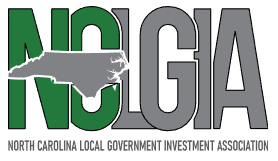 NCLGIA
NORTH CAROLINA LOCAL GOVERNMENT INVESTMENT ASSOCIATION